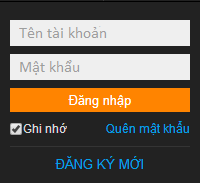 Tên tài khoản
Mật khẩu
Đăng nhập
Ghi nhớ Quên mật khẩu
ĐĂNG KÝ MỚI